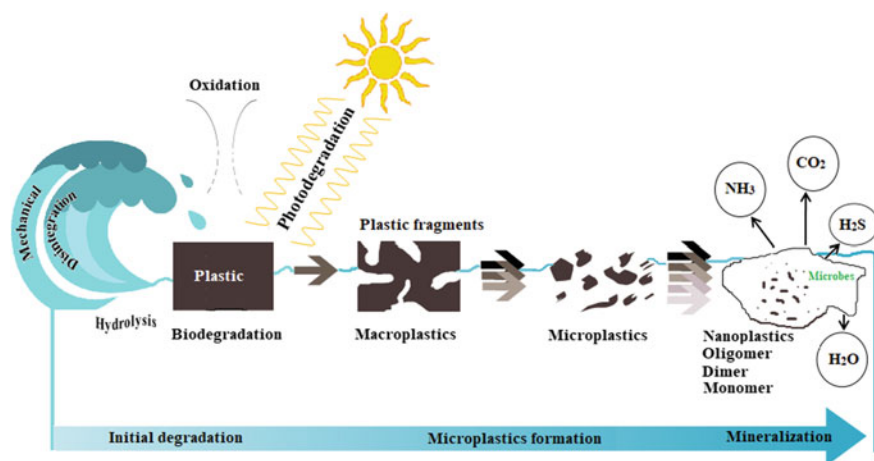 Oxidation
Photodegradation
Mechanical
Disintegration
Hydrolysis
Plastic
Biodegradation
Plastic fragments
Macroplastics
Microplastics
NH3
CO2
H2S
Microbes
H2O
Nanoplastics
Oligomer
Dimer
Monomer
Initial degradation
Microplastics formation
Mineralization